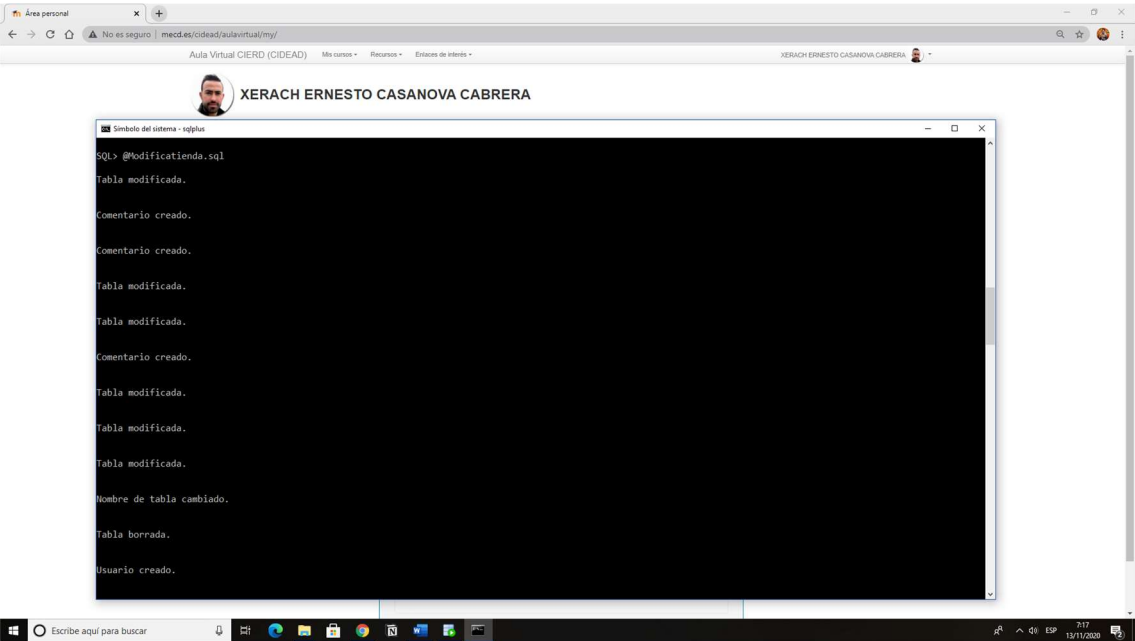 Área personal
No es seguro | mecd.es/cidead/aulavirtual/my/
Aula Virtual CIERD (CIDEAD) Mis cursos Recursos Enlaces de interés XERACH ERNESTO CASANOVA CABRERA
XERACH ERNESTO CASANOVA CABRERA
Símbolo del sistema - sqlplus
SQL> @Modificatienda.sql
Tabla modificada.
Comentario creado.
Comentario creado.
Tabla modificada.
Tabla modificada.
Comentario creado.
Tabla modificada.
Tabla modificada.
Tabla modificada.
Nombre de tabla cambiado.
Tabla borrada.
Usuario creado.
Escribe aquí para buscar
ESP
7:17
13/11/2020